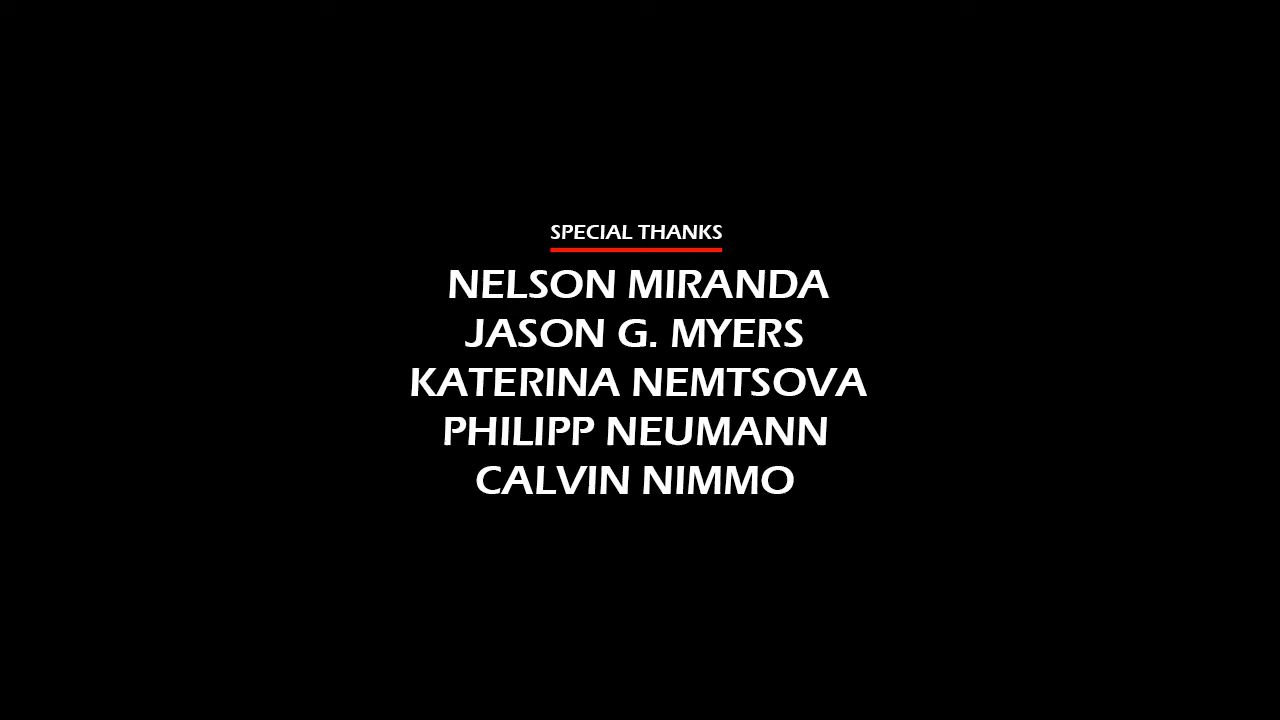 SPECIAL THANKS
NELSON MIRANDA
JASON G. MYERS
KATERINA NEMTSOVA
PHILIPP NEUMANN
CALVIN NIMMO